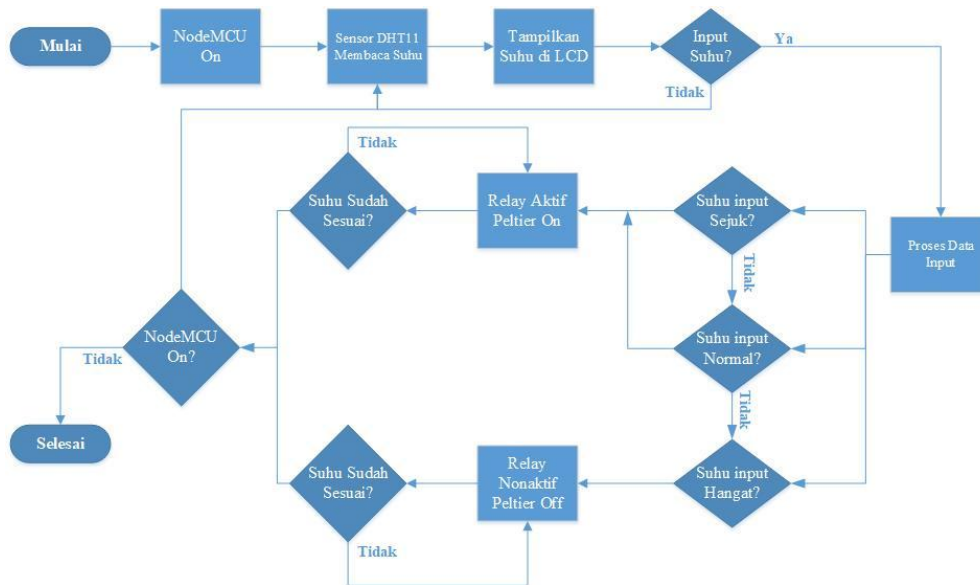 Mulai
NodeMCU
On
Sensor DHT11
Membaca Suhu
Tampilkan
Suhu di LCD
Input
Suhu?
Ya
Tidak
Tidak
Suhu Sudah
Sesuai?
Relay Aktif
Peltier On
Suhu input
Sejuk?
Proses Data
Input
Tidak
NodeMCU
On?
Tidak
Suhu input
Normal?
Tidak
Selesai
Suhu Sudah
Sesuai?
Relay
Nonaktif
Peltier Off
Suhu input
Hangat?
Tidak